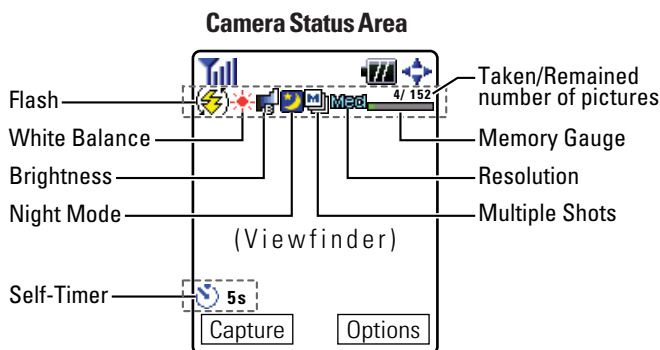 Camera Status Area
Taken/Remained
number of pictures
4/ 152
Flash
M
Med
White Balance
Memory Gauge
Brightness
B
Resolution
Night Mode
Multiple Shots
(Viewfinder)
Self-Timer
5s
Capture
Options